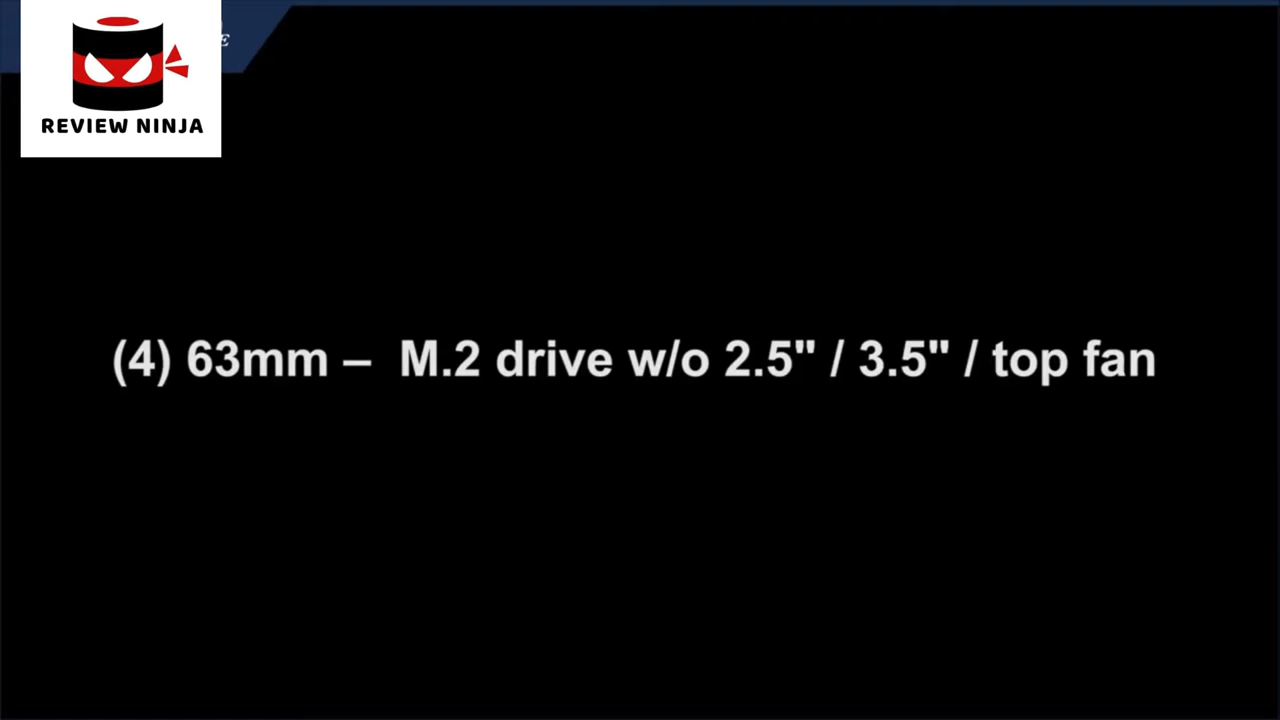 E
REVIEW NINJA
(4) 63mm – M.2 drive w/o 2.5" / 3.5" / top fan